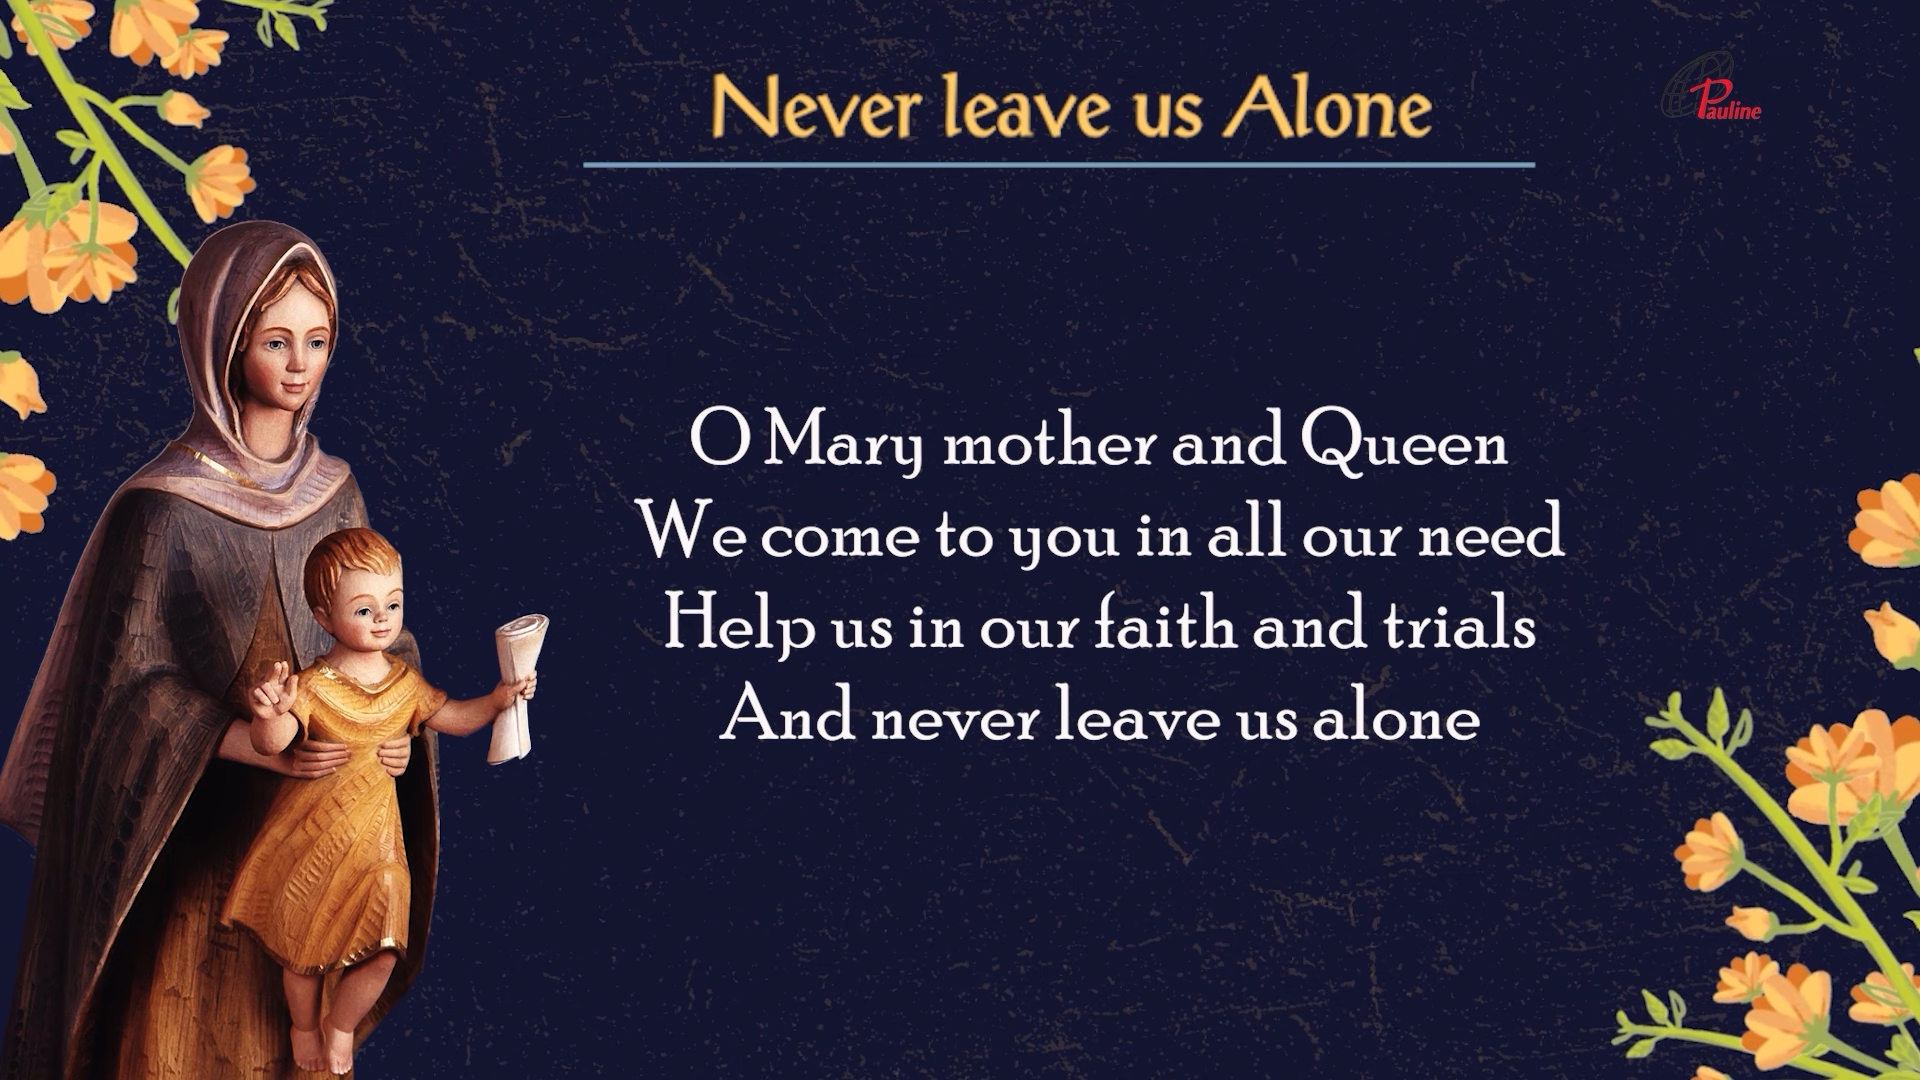 Never leave us Alone
Pauline
O Mary mother and Queen
We come to you in all our need
Help us in our faith and trials
And never leave us alone